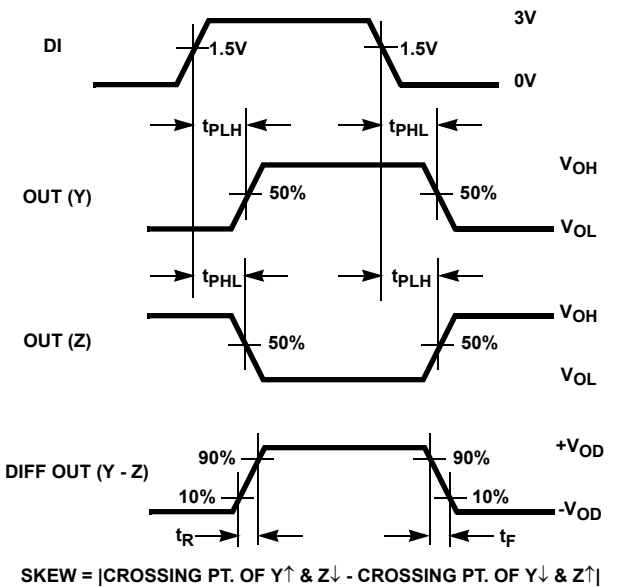 3V
DI
1.5V
1.5V
0V
tPLH
tPHL
VOH
OUT (Y)
50%
50%
VOL
tPHL
tPLH
VOH
OUT (Z)
50%
50%
VOL
+VOD
DIFF OUT (Y - Z)
90%
90%
10%
10%
-VOD
tR
tF
SKEW = |CROSSING PT. OF Y↑ & Z↓ - CROSSING PT. OF Y↓ & Z↑|